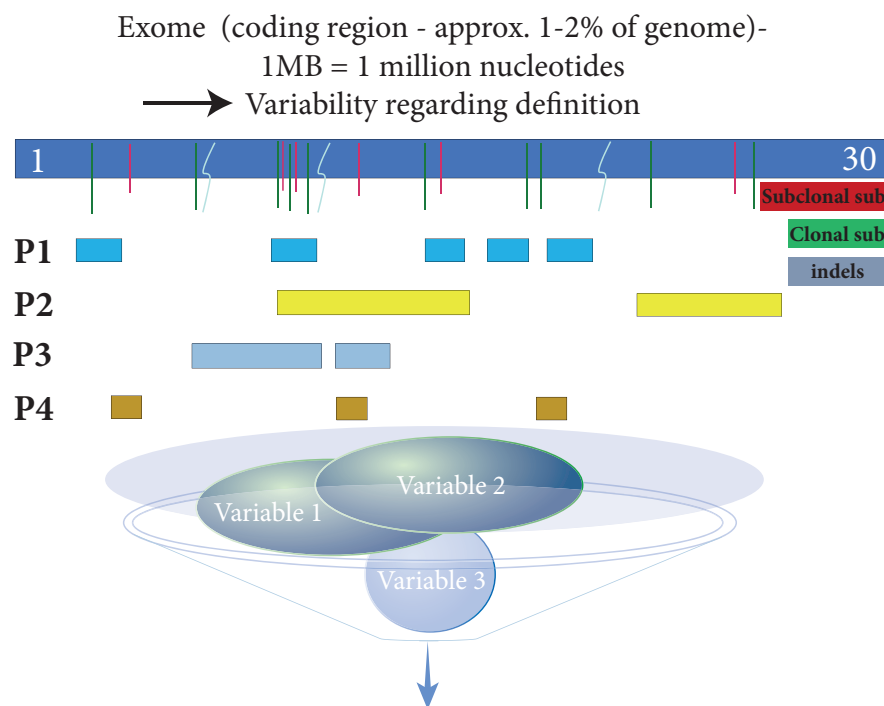 Exome (coding region - approx. 1-2% of genome)-
1MB = 1 million nucleotides
Variability regarding definition
1 30
Subclonal sub
Clonal sub
indels
P1
P2
P3
P4
Variable 1
Variable 2
Variable 3